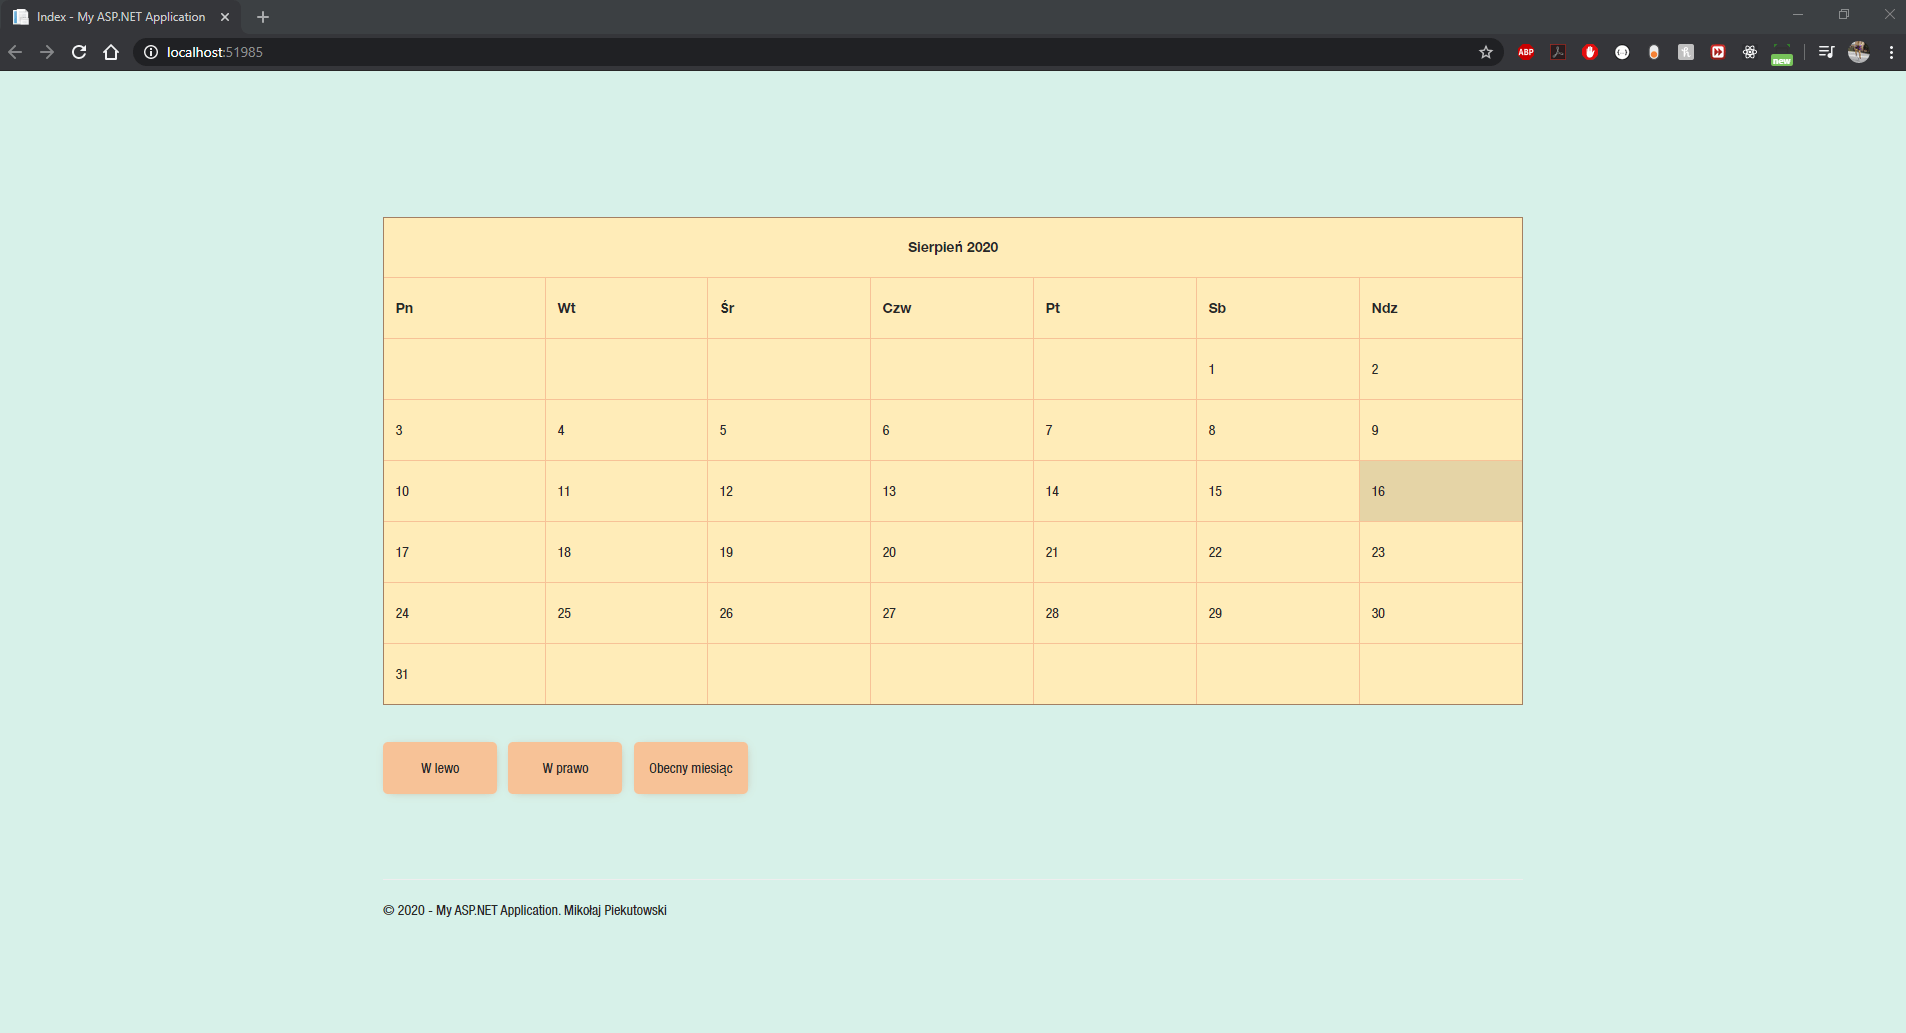 Index - My ASP.NET Application
localhost:51985
ABP
new
Sierpień 2020
Pn Wt Śr Czw Pt Sb Ndz
1 2
3 4 5 6 7 8 9
10 11 12 13 14 15 16
17 18 19 20 21 22 23
24 25 26 27 28 29 30
31
W lewo W prawo Obecny miesiąc
© 2020 - My ASP.NET Application. Mikołaj Piekutowski